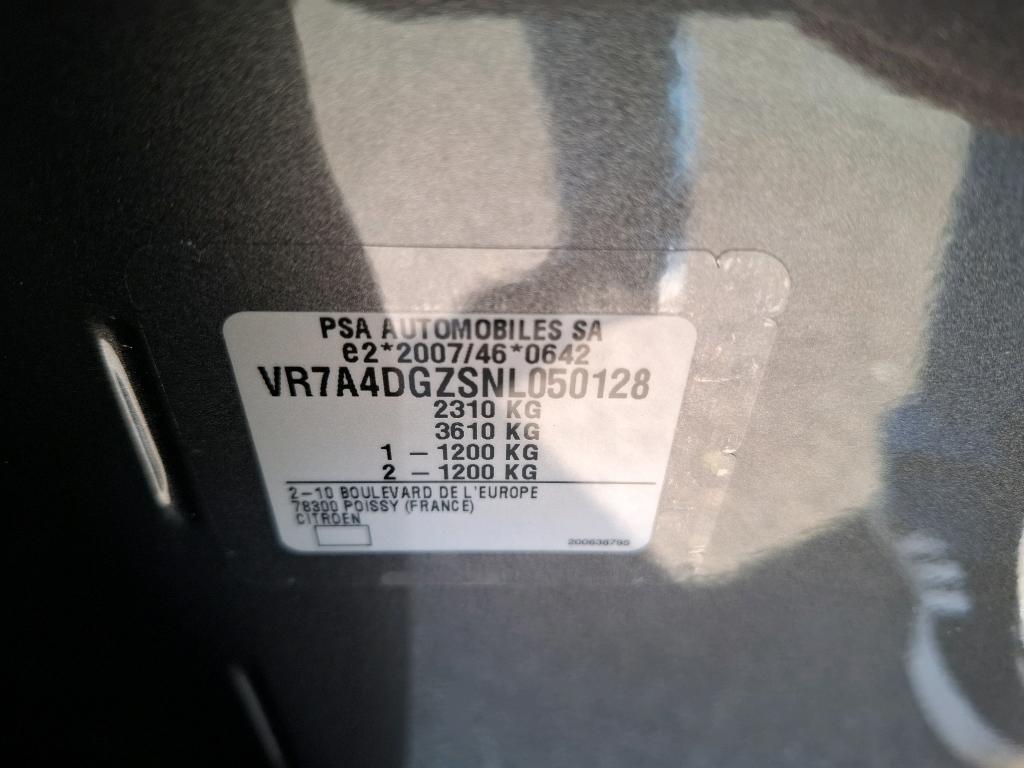 PSA AUTOMOBILES SA
e2*2007/46*0642
VR7A4DGZSNL050128
2310 KG
3610 KG
1 – 1200 KG
2 – 1200 KG
2–10 BOULEVARD DE L'EUROPE
78300 POISSY (FRANCE)
CITROEN
200638795